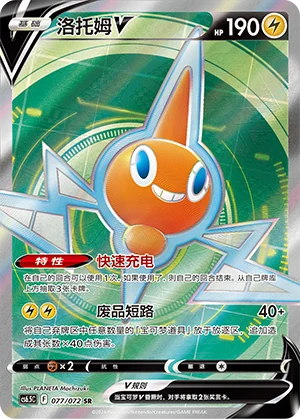 基础
洛托姆V
HP 190
特性 快速充电
在自己的回合可以使用1次。如果使用了,则自己的回合结束。从自己牌库
上方抽取3张卡牌。
废品短路 40+
将自己弃牌区中任意数量的「宝可梦道具」放于放逐区,追加造
成其张数×40点伤害。
弱点 ×2 抵抗力 撤退
Illus. PLANETA Mochizuki
V规则
当宝可梦V昏厥时,对手将拿取2张奖赏卡。
CS6.5C F 077/072 SR